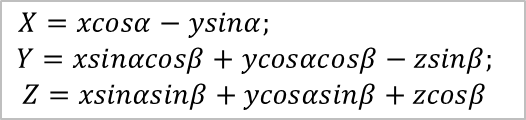 X = xcosα − ysinα;
Y = xsinαcosβ + ycosαcosβ − zsinβ;
Z = xsinαsinβ + ycosαsinβ + zcosβ